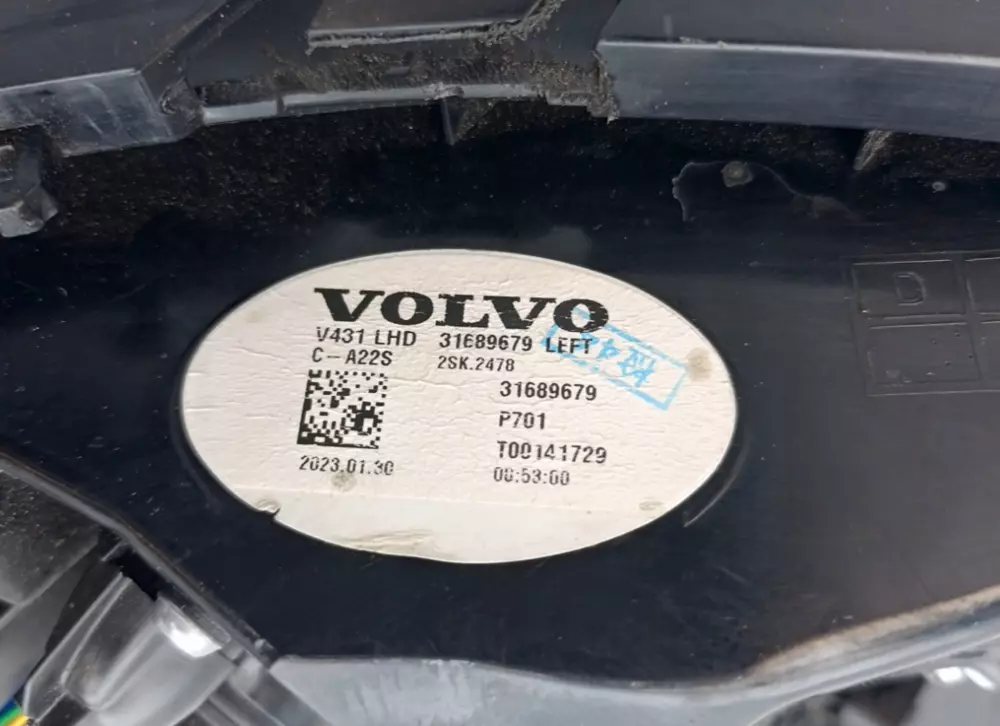 VOLVO
V431 LHD 31689679 LEFT
C-A22S 2SK.2478
31689679
P701
T00141729
2023.01.30 00:53:00
D